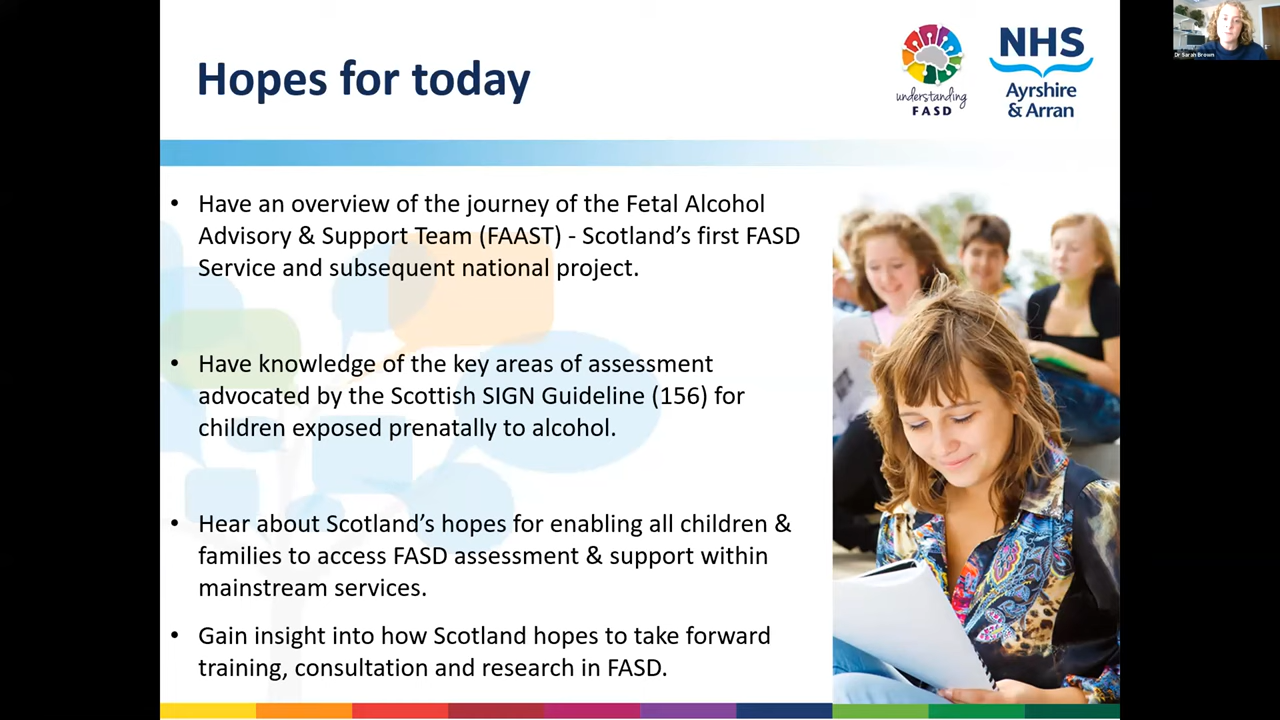 Hopes for today
understanding
FASD
NHS
Ayrshire
& Arran
Dr Sarah Brown
• Have an overview of the journey of the Fetal Alcohol
Advisory & Support Team (FAAST) - Scotland’s first FASD
Service and subsequent national project.
• Have knowledge of the key areas of assessment
advocated by the Scottish SIGN Guideline (156) for
children exposed prenatally to alcohol.
• Hear about Scotland’s hopes for enabling all children &
families to access FASD assessment & support within
mainstream services.
• Gain insight into how Scotland hopes to take forward
training, consultation and research in FASD.